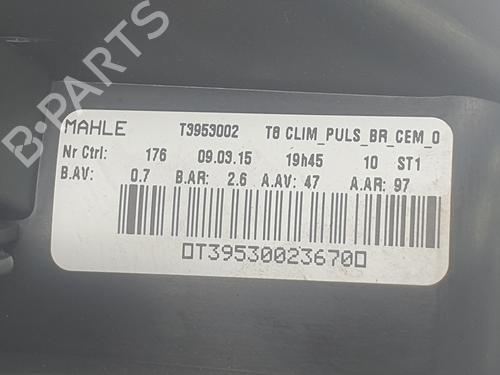 B-PARTS
MAHLE T3953002 T8 CLIM_PULS_BR_CEM_0
Nr Ctrl: 176 09.03.15 19h45 10 ST1
B.AV: 0.7 B.AR: 2.6 A.AV: 47 A.AR: 97
▯T39530023670▯